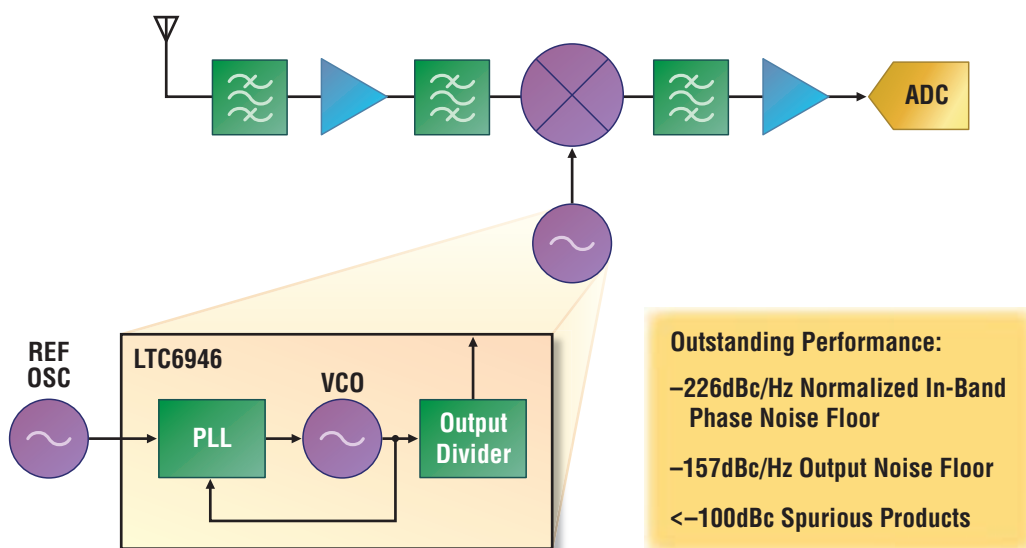 ADC
REF
OSC
LTC6946
VCO
PLL
Output
Divider
Outstanding Performance:
–226dBc/Hz Normalized In-Band
Phase Noise Floor
–157dBc/Hz Output Noise Floor
<–100dBc Spurious Products